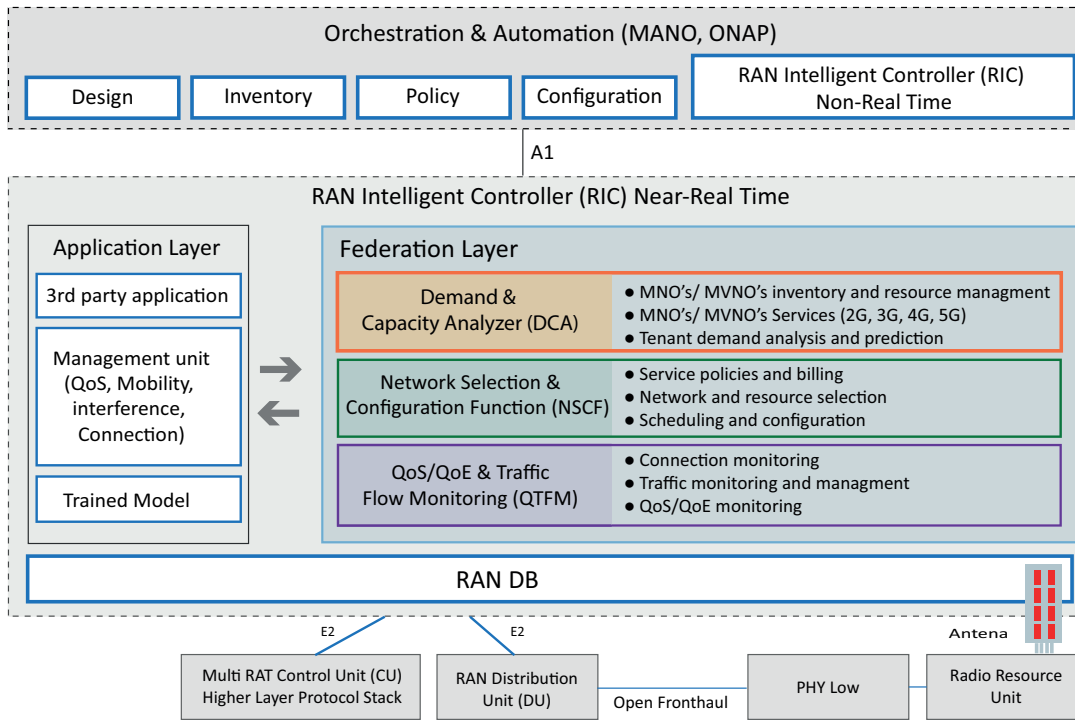 Orchestration & Automation (MANO, ONAP)
Design
Inventory
Policy
Configuration
RAN Intelligent Controller (RIC)
Non-Real Time
A1
RAN Intelligent Controller (RIC) Near-Real Time
Application Layer
3rd party application
Management unit
(QoS, Mobility,
interference,
Connection)
Trained Model
Federation Layer
Demand &
Capacity Analyzer (DCA)
● MNO's/ MVNO's inventory and resource managment
● MNO's/ MVNO's Services (2G, 3G, 4G, 5G)
● Tenant demand analysis and prediction
Network Selection &
Configuration Function (NSCF)
● Service policies and billing
● Network and resource selection
● Scheduling and configuration
QoS/QoE & Traffic
Flow Monitoring (QTFM)
● Connection monitoring
● Traffic monitoring and managment
● QoS/QoE monitoring
RAN DB
E2
E2
Antena
Multi RAT Control Unit (CU)
Higher Layer Protocol Stack
RAN Distribution
Unit (DU)
Open Fronthaul
PHY Low
Radio Resource
Unit